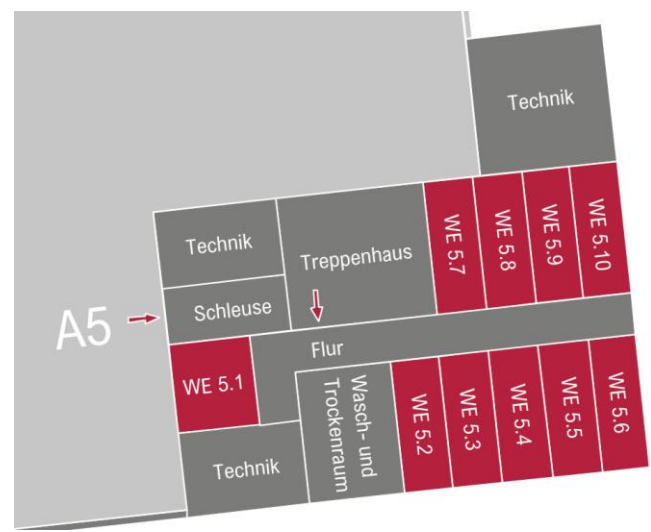 Technik
WE 5.7
WE 5.8
WE 5.9
WE 5.10
Technik
Treppenhaus
A5
Schleuse
Flur
WE 5.1
Wasch- und
Trockenraum
WE 5.2
WE 5.3
WE 5.4
WE 5.5
WE 5.6
Technik